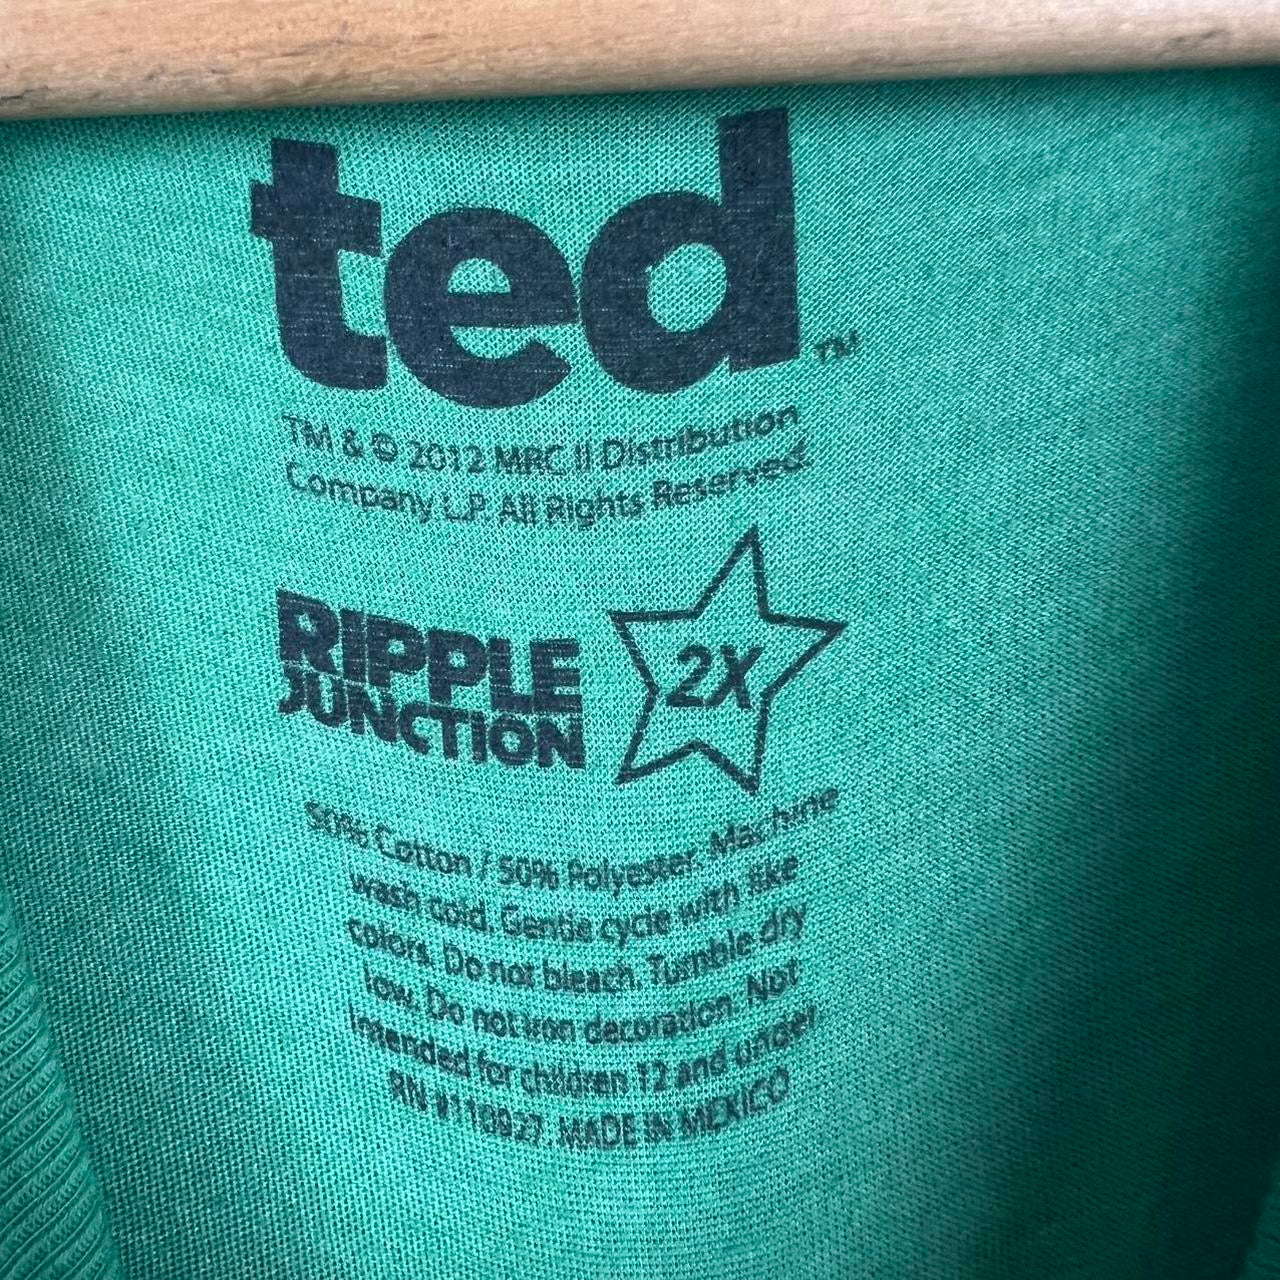 ted ™
TM & © 2012 MRC II Distribution
Company L.P. All Rights Reserved.
RIPPLE
JUNCTION
2X
50% Cotton / 50% Polyester. Machine
wash cold. Gentle cycle with like
colors. Do not bleach. Tumble dry
low. Do not iron decoration. Not
intended for children 12 and under
RN #118927. MADE IN MEXICO